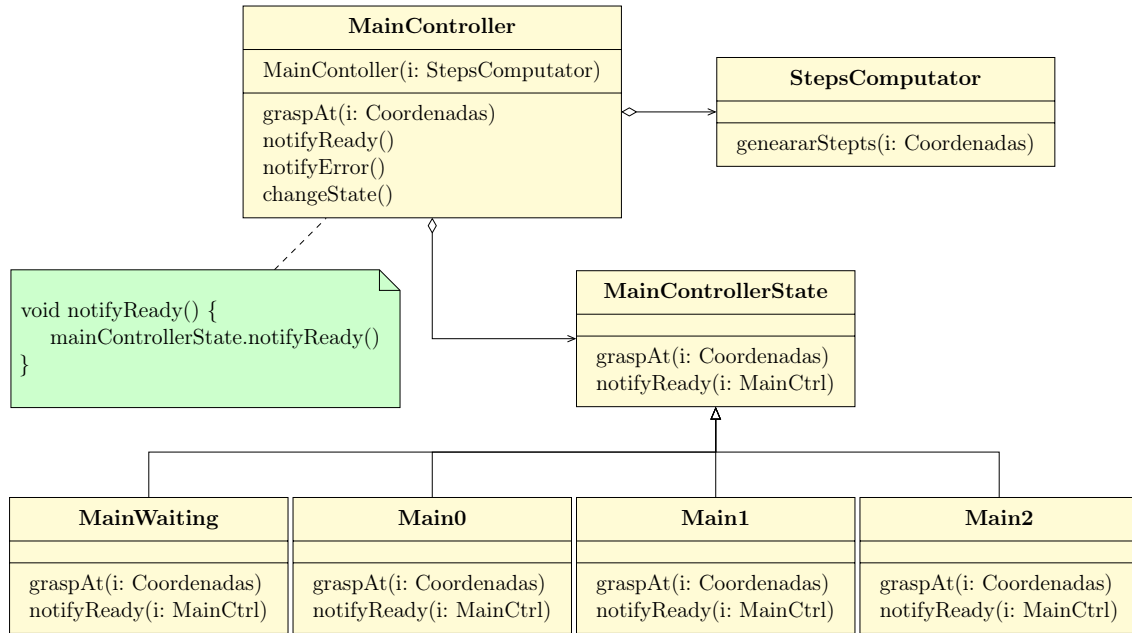 MainController
MainContoller(i: StepsComputator)
graspAt(i: Coordenadas)
notifyReady()
notifyError()
changeState()
StepsComputator
geneararStepts(i: Coordenadas)
void notifyReady() {
mainControllerState.notifyReady()
}
MainControllerState
graspAt(i: Coordenadas)
notifyReady(i: MainCtrl)
MainWaiting
graspAt(i: Coordenadas)
notifyReady(i: MainCtrl)
Main0
graspAt(i: Coordenadas)
notifyReady(i: MainCtrl)
Main1
graspAt(i: Coordenadas)
notifyReady(i: MainCtrl)
Main2
graspAt(i: Coordenadas)
notifyReady(i: MainCtrl)